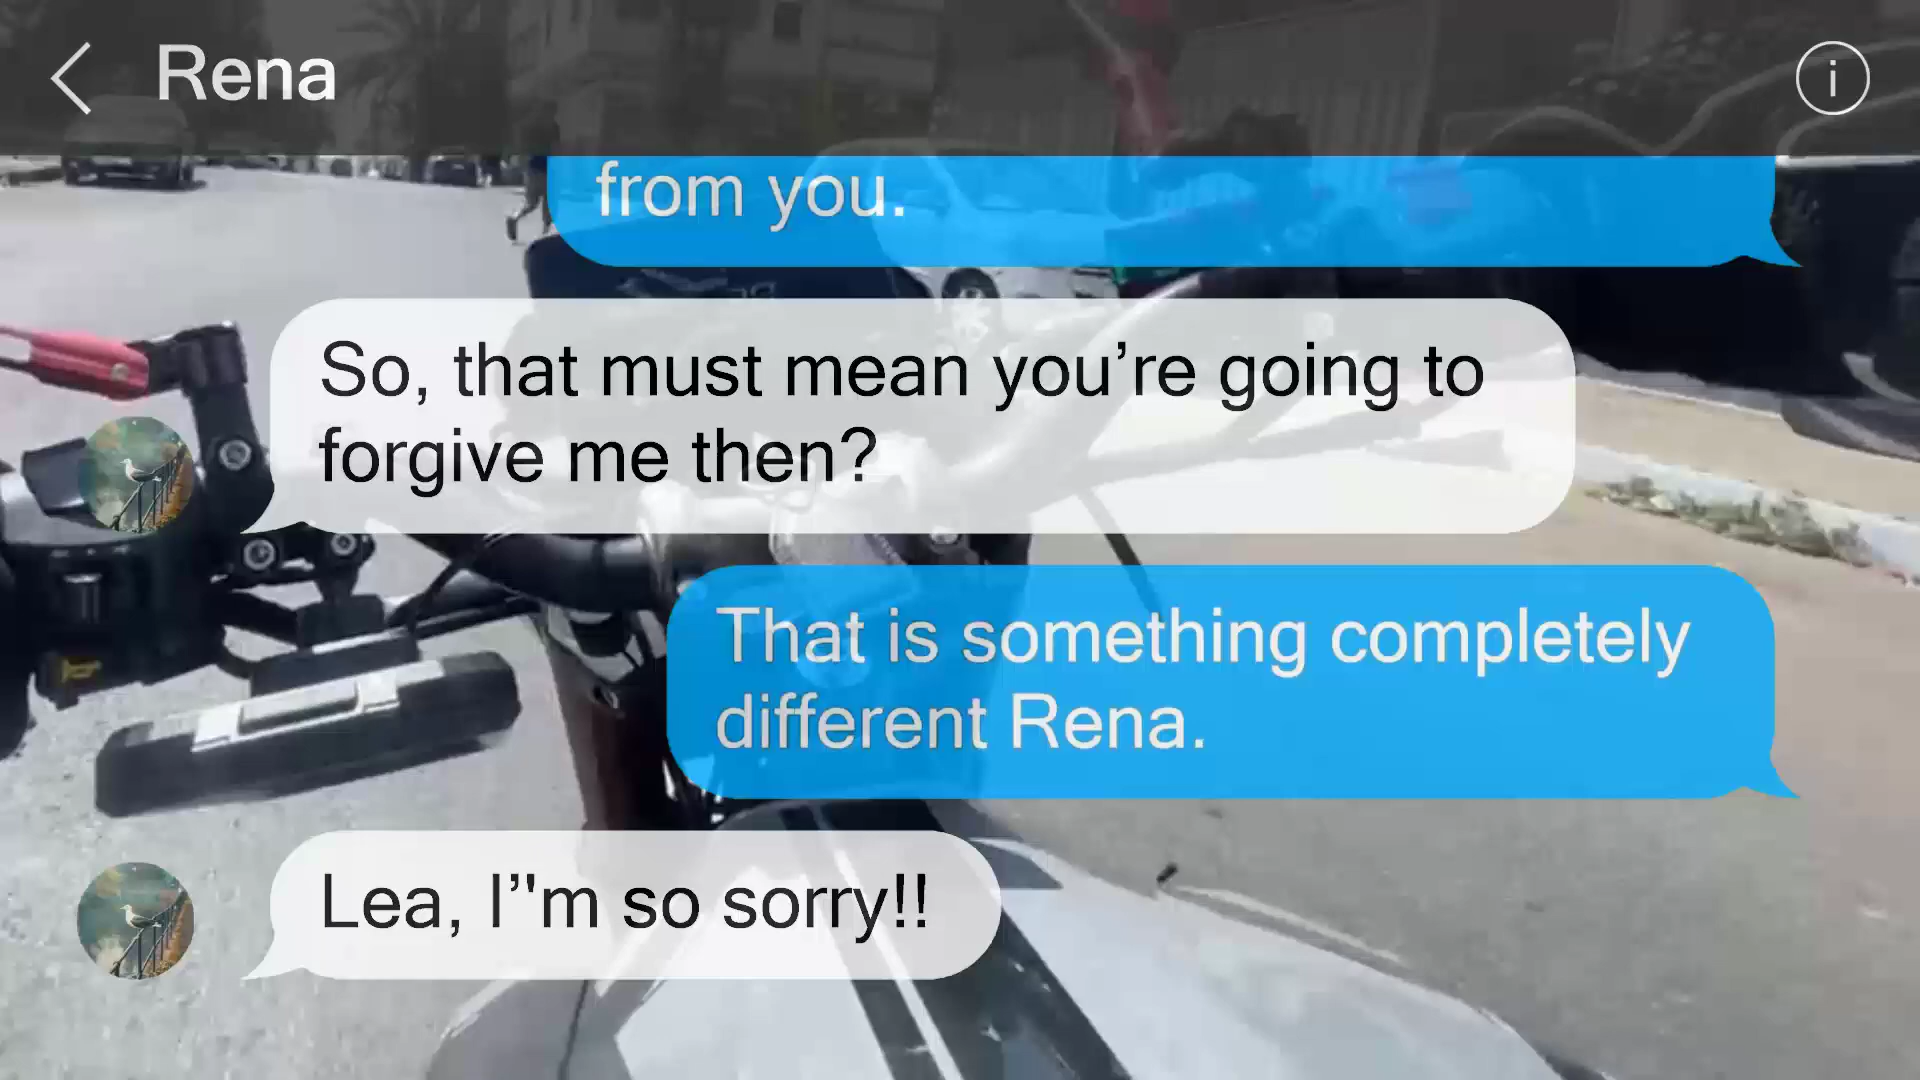 Rena
from you.
So, that must mean you’re going to
forgive me then?
That is something completely
different Rena.
Lea, I’'m so sorry!!